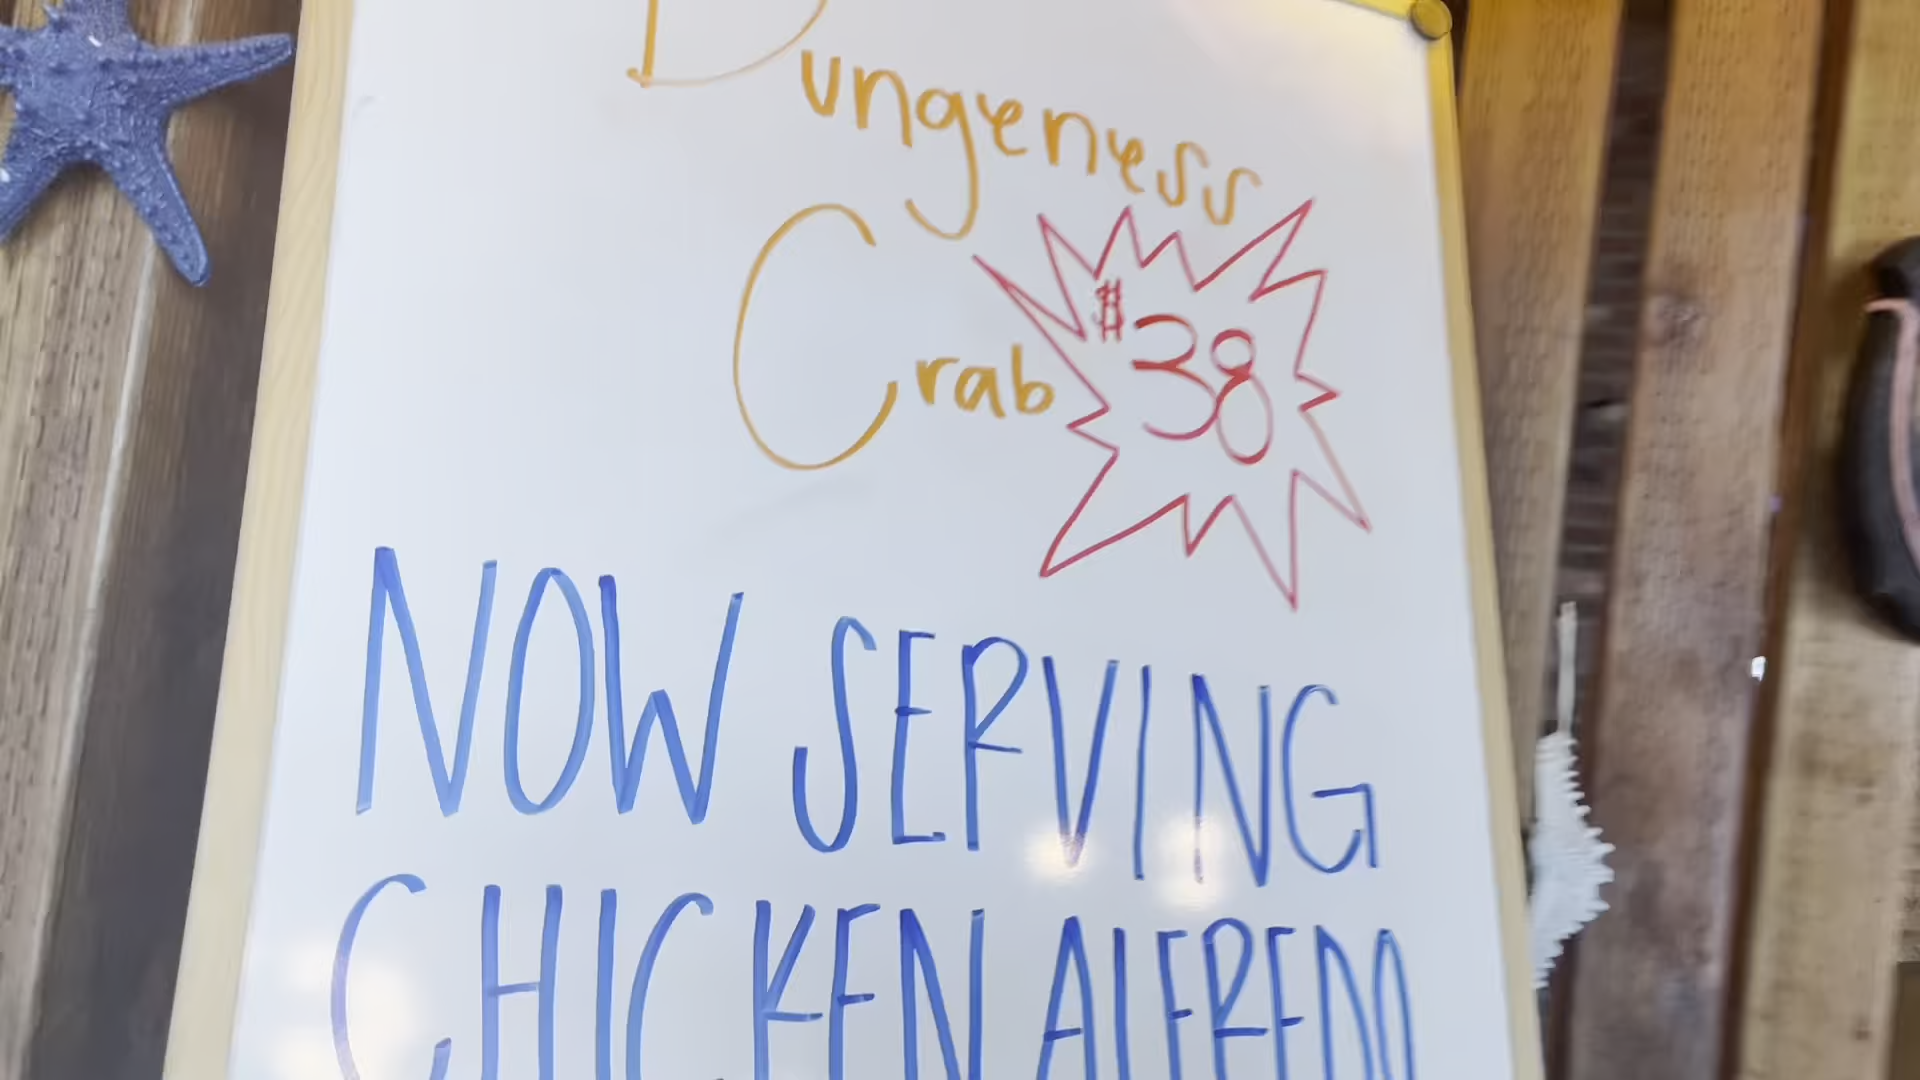 Dungeness
Crab
$38
NOW SERVING
CHICKEN ALFREDO